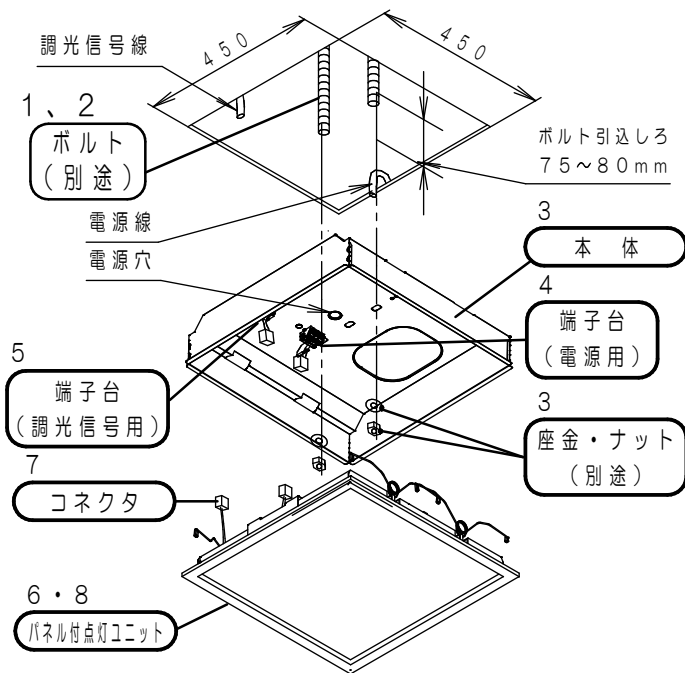 450
450
調光信号線
1、2
ボルト
(別途)
ボルト引込しろ
75~80mm
電源線
電源穴
3
本 体
4
端子台
(電源用)
5
端子台
(調光信号用)
3
座金・ナット
(別途)
7
コネクタ
6・8
パネル付点灯ユニット